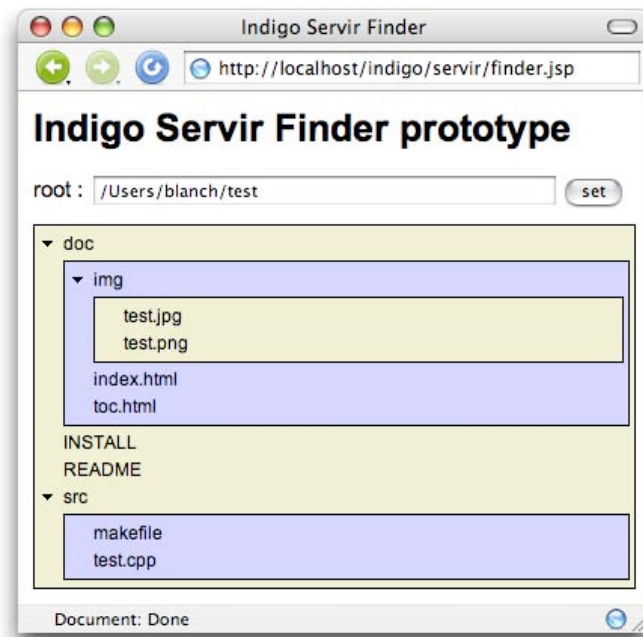 Indigo Servir Finder
http://localhost/indigo/servir/finder.jsp
Indigo Servir Finder prototype
root : /Users/blanch/test set
doc
img
test.jpg
test.png
index.html
toc.html
INSTALL
README
src
makefile
test.cpp
Document: Done